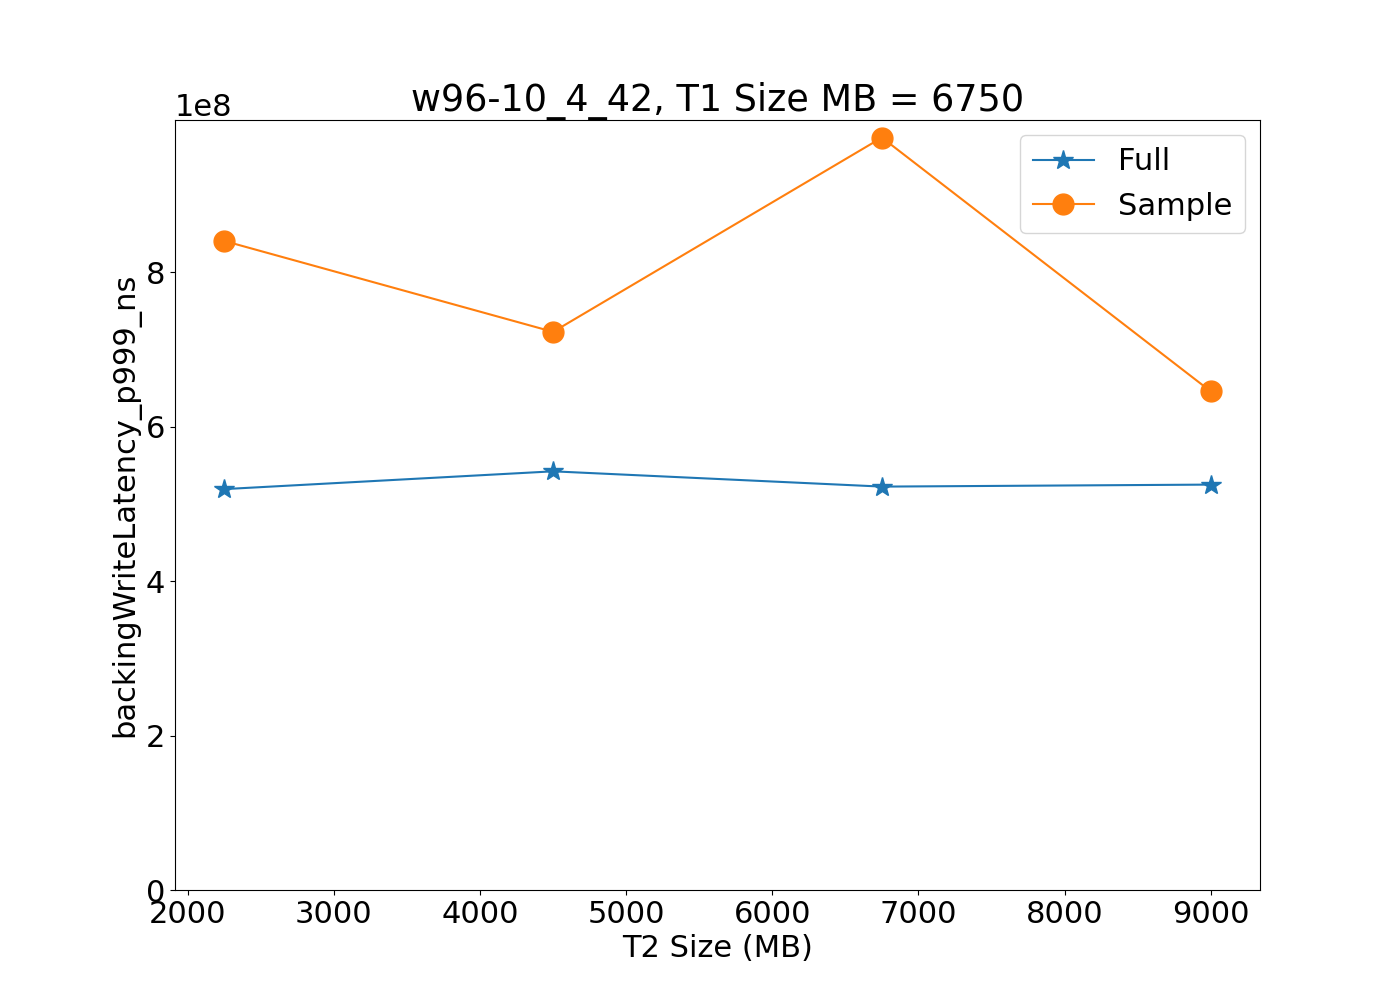 w96-10_4_42, T1 Size MB = 6750
1e8
Full
Sample
backingWriteLatency_p999_ns
8
6
4
2
0
2000 3000 4000 5000 6000 7000 8000 9000
T2 Size (MB)